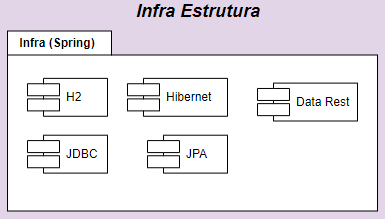 Infra Estrutura
Infra (Spring)
H2
Hibernet
Data Rest
JDBC
JPA